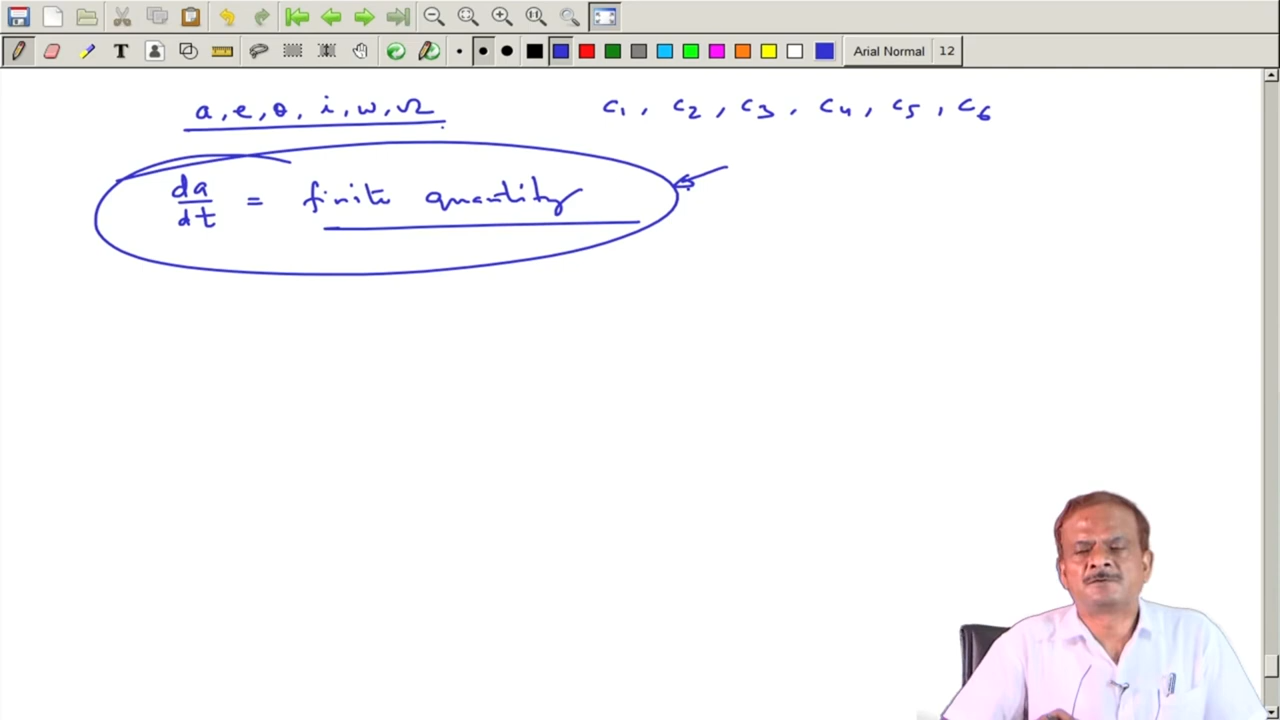 Arial Normal 12
a, e, θ, i, ω, Ω
c1, c2, c3, c4, c5, c6
da/dt = finite quantity